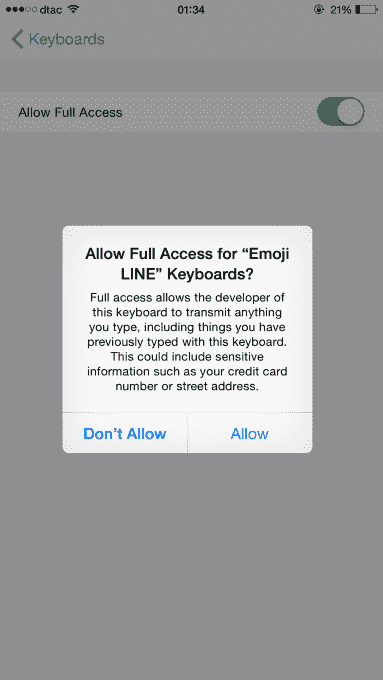 dtac 01:34 21%
Keyboards
Allow Full Access
Allow Full Access for “Emoji
LINE” Keyboards?
Full access allows the developer of
this keyboard to transmit anything
you type, including things you have
previously typed with this keyboard.
This could include sensitive
information such as your credit card
number or street address.
Don’t Allow Allow